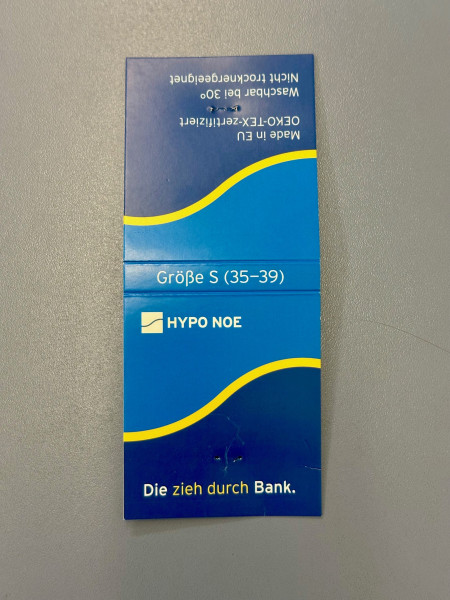 Made in EU
OEKO-TEX-zertifiziert
Waschbar bei 30°
Nicht trocknergeeignet
Größe S (35–39)
HYPO NOE
Die zieh durch Bank.